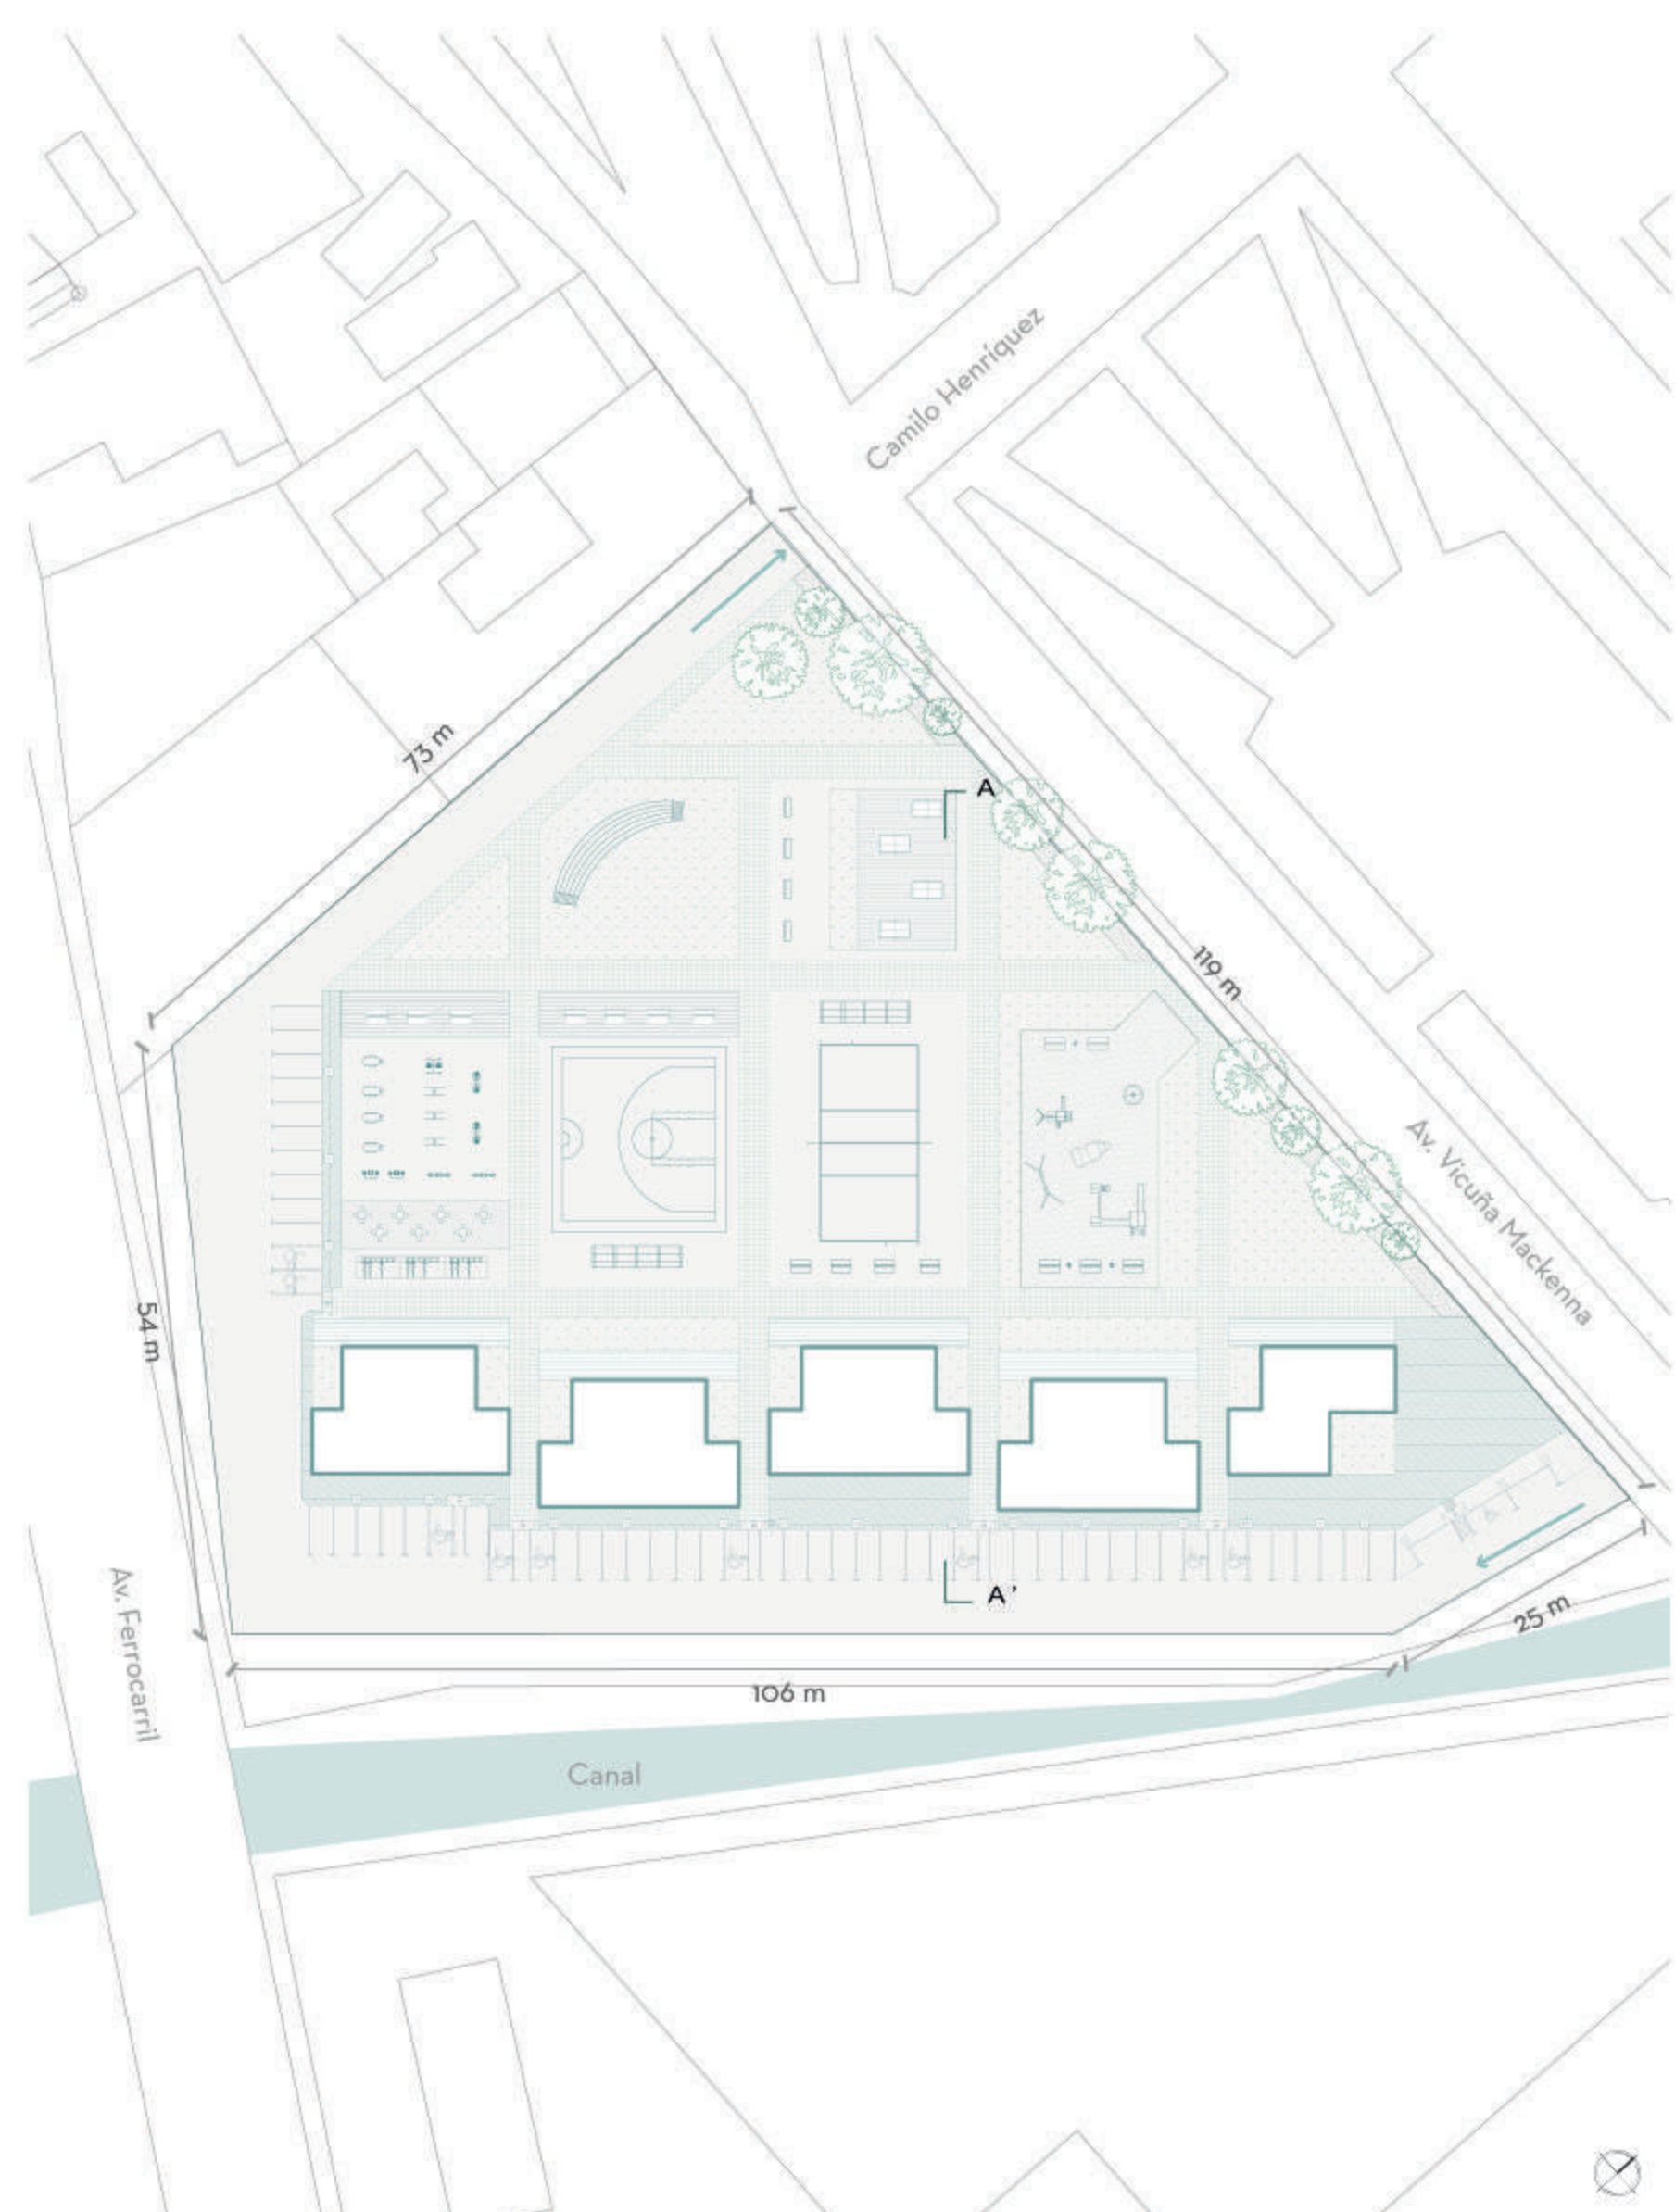 Camilo Henríquez
73 m
A
119 m
Av. Vicuña Mackenna
54 m
Av. Ferrocarril
A'
25 m
106 m
Canal